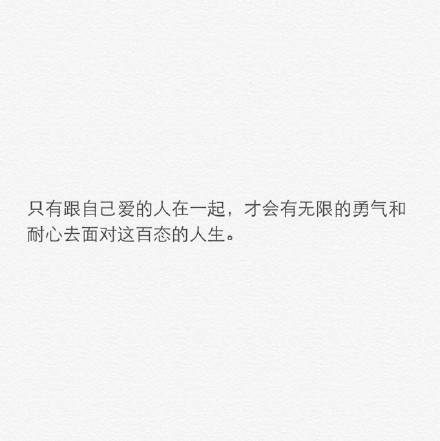 只有跟自己爱的人在一起，才会有无限的勇气和
耐心去面对这百态的人生。